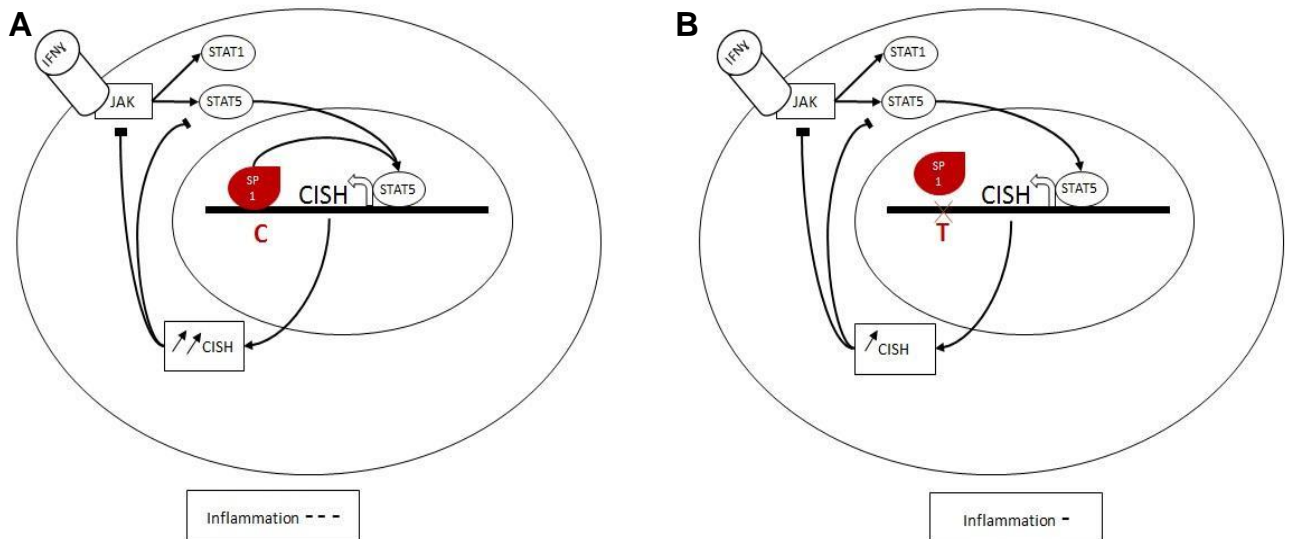 A
IFNγ
JAK
STAT1
STAT5
SP
1
CISH
STAT5
C
CISH
Inflammation - - -
B
IFNγ
JAK
STAT1
STAT5
SP
1
CISH
STAT5
T
CISH
Inflammation -